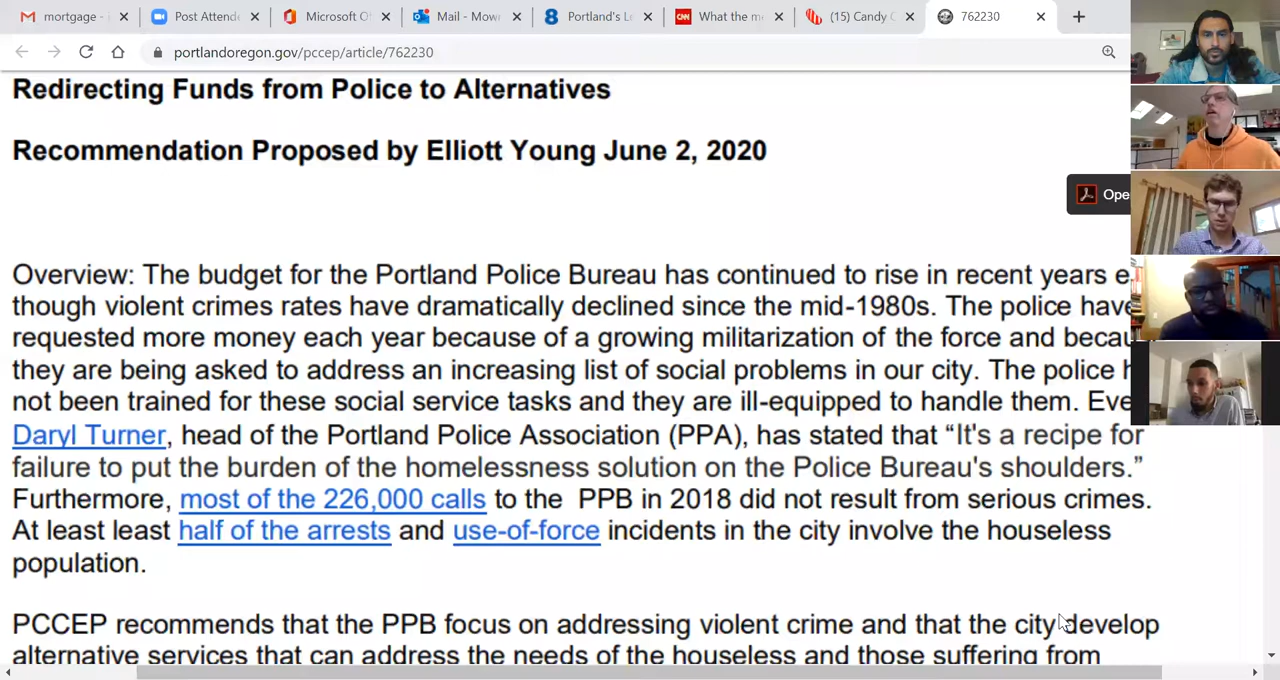 mortgage -
Post Attende
Microsoft O
Mail - Mow
Portland's L
What the m
(15) Candy C
762230
portlandoregon.gov/pccep/article/762230
Redirecting Funds from Police to Alternatives
Recommendation Proposed by Elliott Young June 2, 2020
Ope
Overview: The budget for the Portland Police Bureau has continued to rise in recent years e
though violent crimes rates have dramatically declined since the mid-1980s. The police have
requested more money each year because of a growing militarization of the force and becau
they are being asked to address an increasing list of social problems in our city. The police h
not been trained for these social service tasks and they are ill-equipped to handle them. Eve
Daryl Turner, head of the Portland Police Association (PPA), has stated that “It's a recipe for
failure to put the burden of the homelessness solution on the Police Bureau's shoulders.”
Furthermore, most of the 226,000 calls to the PPB in 2018 did not result from serious crimes.
At least least half of the arrests and use-of-force incidents in the city involve the houseless
population.
PCCEP recommends that the PPB focus on addressing violent crime and that the city develop
alternative services that can address the needs of the houseless and those suffering from